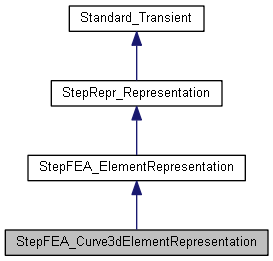 Standard_Transient
StepRepr_Representation
StepFEA_ElementRepresentation
StepFEA_Curve3dElementRepresentation